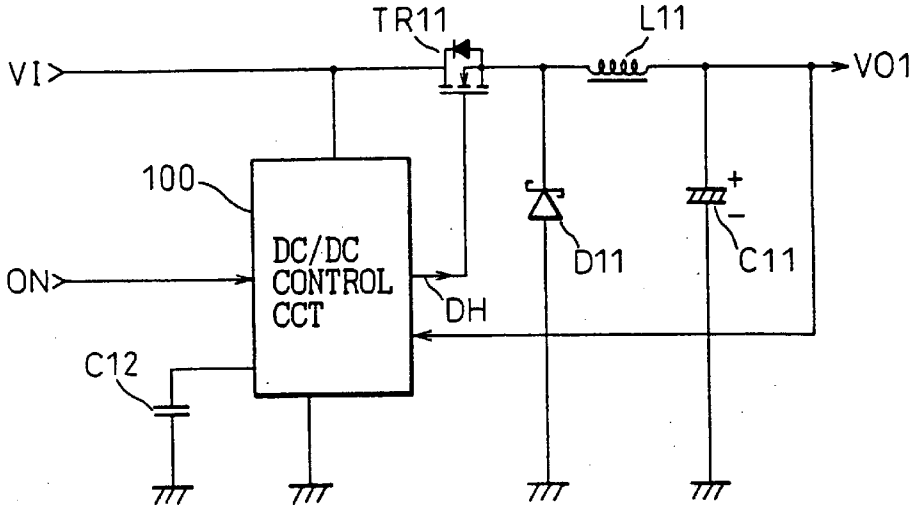 TR11
L11
VI
VO1
100
DC/DC
CONTROL
CCT
ON
DH
D11
+
-
C11
C12